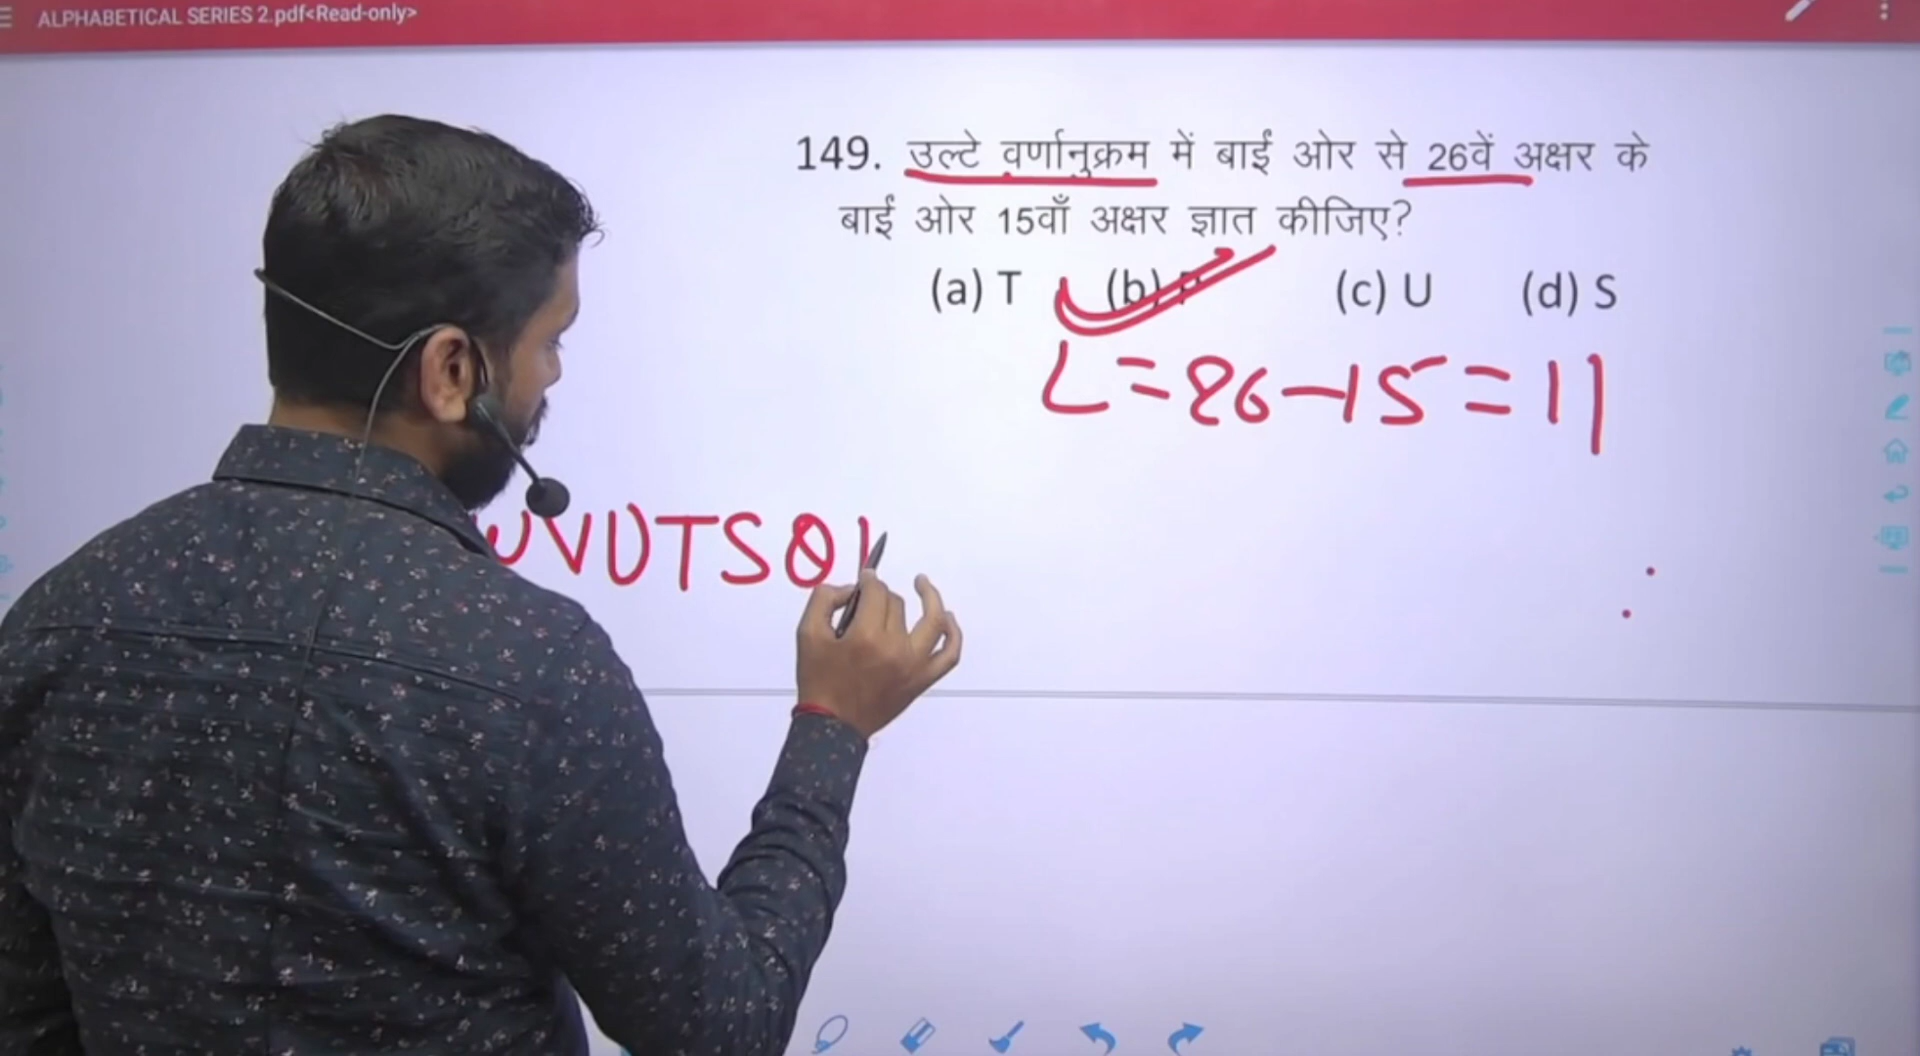 ALPHABETICAL SERIES 2.pdf<Read-only>
149. उल्टे वर्णानुक्रम में बाईं ओर से 26वें अक्षर के
बाईं ओर 15वाँ अक्षर ज्ञात कीजिए?
(a) T (b) (c) U (d) S
L = 26 - 15 = 11
VUTSQ